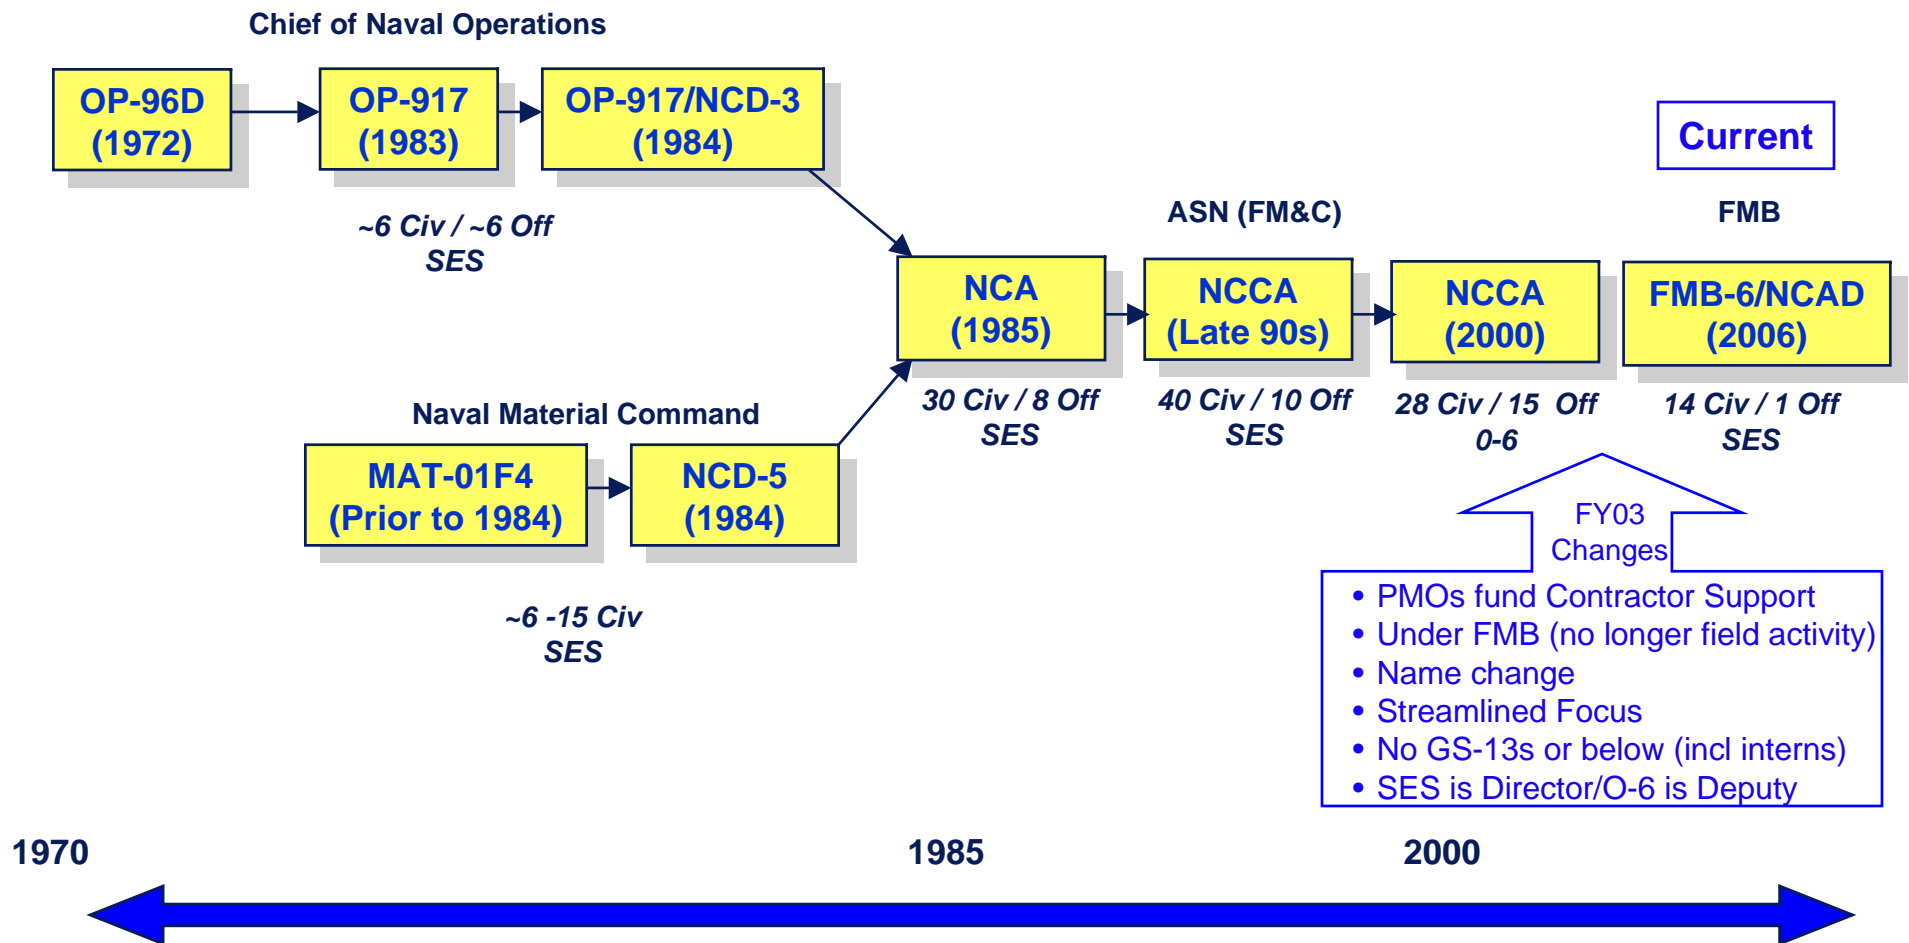 Chief of Naval Operations
OP-96D
(1972)
OP-917
(1983)
OP-917/NCD-3
(1984)
~6 Civ / ~6 Off
SES
Current
ASN (FM&C)
FMB
NCA
(1985)
NCCA
(Late 90s)
NCCA
(2000)
FMB-6/NCAD
(2006)
30 Civ / 8 Off
SES
40 Civ / 10 Off
SES
28 Civ / 15  Off
0-6
14 Civ / 1 Off
SES
Naval Material Command
MAT-01F4
(Prior to 1984)
NCD-5
(1984)
~6 -15 Civ
SES
FY03
Changes
• PMOs fund Contractor Support
• Under FMB (no longer field activity)
• Name change
• Streamlined Focus
• No GS-13s or below (incl interns)
• SES is Director/O-6 is Deputy
1970
1985
2000